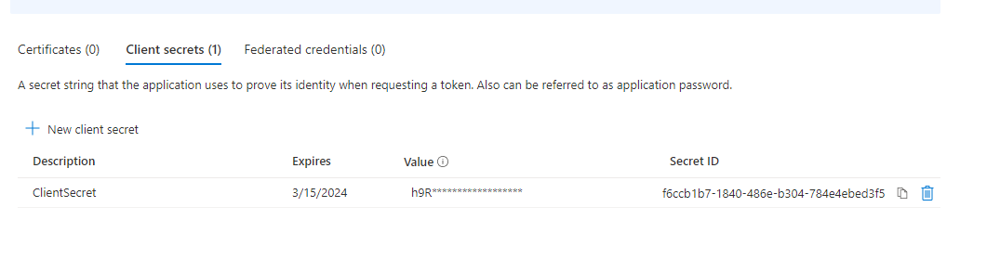 Certificates (0) Client secrets (1) Federated credentials (0)
A secret string that the application uses to prove its identity when requesting a token. Also can be referred to as application password.
New client secret
Description Expires Value Secret ID
ClientSecret 3/15/2024 h9R****************** f6ccb1b7-1840-486e-b304-784e4ebed3f5